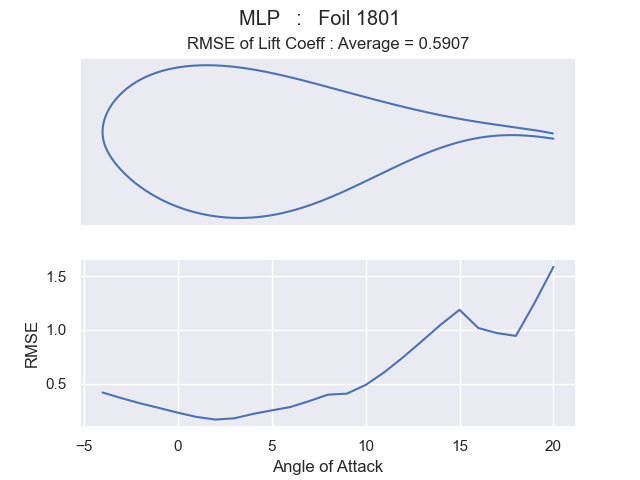 MLP : Foil 1801
RMSE of Lift Coeff : Average = 0.5907
1.5
1.0
0.5
RMSE
−5 0 5 10 15 20
Angle of Attack